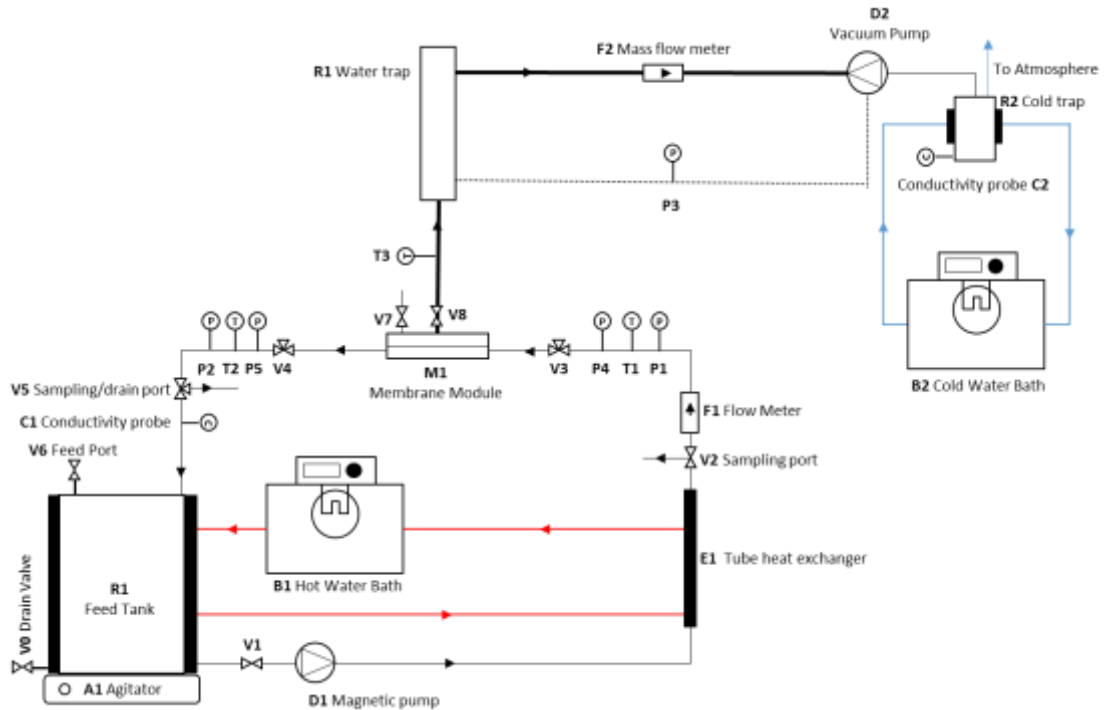 D2
Vacuum Pump
F2 Mass flow meter
R1 Water trap
To Atmosphere
R2 Cold trap
P
P3
Conductivity probe C2
T3
V7
V8
P
T
P
P
T
P
P2
T2
P5
V4
M1
Membrane Module
V3
P4
T1
P1
B2 Cold Water Bath
V5 Sampling/drain port
C1 Conductivity probe
F1 Flow Meter
V6 Feed Port
V2 Sampling port
E1 Tube heat exchanger
B1 Hot Water Bath
R1
Feed Tank
V0 Drain Valve
V1
A1 Agitator
D1 Magnetic pump